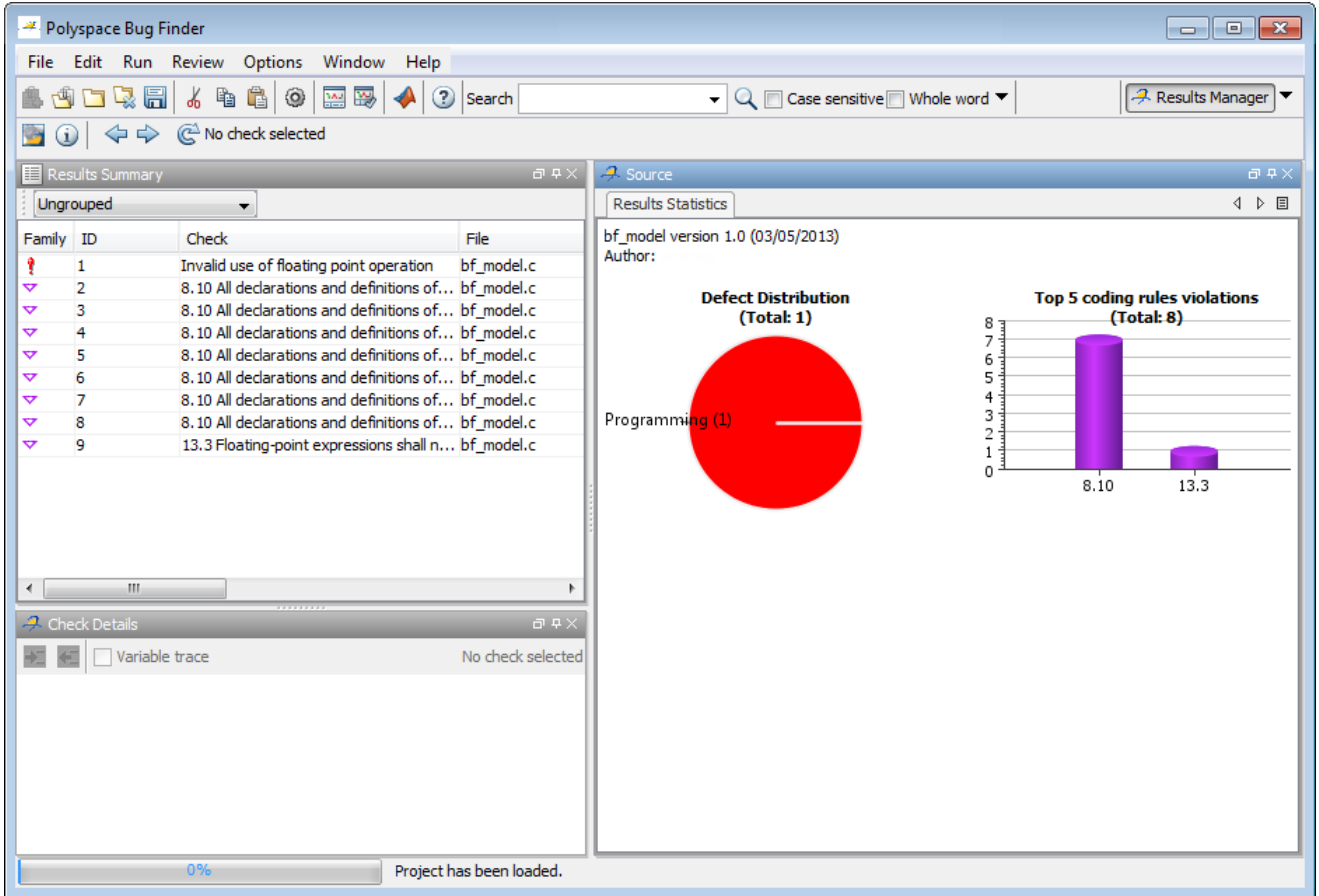 Polyspace Bug Finder
File Edit Run Review Options Window Help
Search Case sensitive Whole word Results Manager
No check selected
Results Summary
Ungrouped
Family ID Check File
1 Invalid use of floating point operation bf_model.c
2 8.10 All declarations and definitions of... bf_model.c
3 8.10 All declarations and definitions of... bf_model.c
4 8.10 All declarations and definitions of... bf_model.c
5 8.10 All declarations and definitions of... bf_model.c
6 8.10 All declarations and definitions of... bf_model.c
7 8.10 All declarations and definitions of... bf_model.c
8 8.10 All declarations and definitions of... bf_model.c
9 13.3 Floating-point expressions shall n... bf_model.c
Check Details
Variable trace No check selected
Source
Results Statistics
bf_model version 1.0 (03/05/2013)
Author:
Defect Distribution
(Total: 1)
Programming (1)
Top 5 coding rules violations
(Total: 8)
8
7
6
5
4
3
2
1
0
8.10 13.3
0% Project has been loaded.